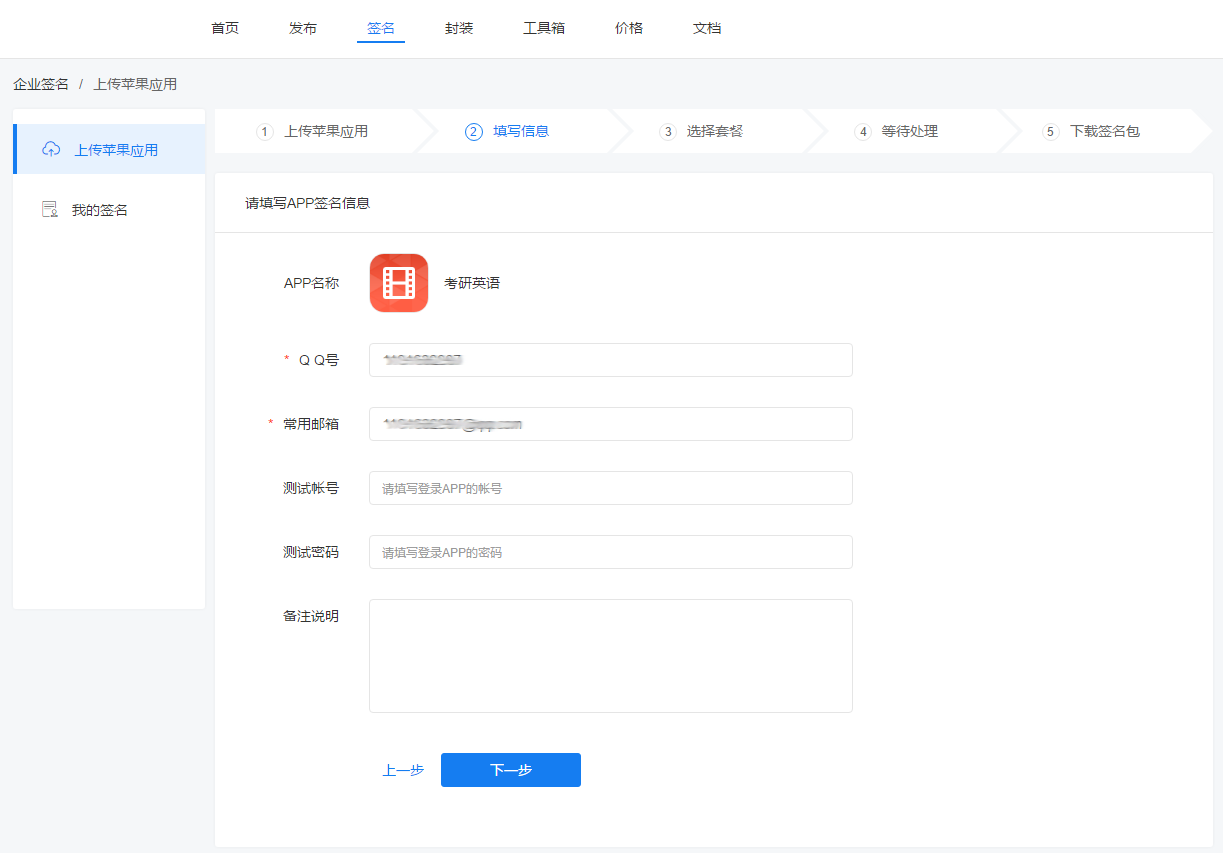 首页 发布 签名 封装 工具箱 价格 文档
企业签名 / 上传苹果应用
上传苹果应用
我的签名
1 上传苹果应用 2 填写信息 3 选择套餐 4 等待处理 5 下载签名包
请填写APP签名信息
APP名称 考研英语
* Q Q号
* 常用邮箱
测试帐号 请填写登录APP的帐号
测试密码 请填写登录APP的密码
备注说明
上一步 下一步